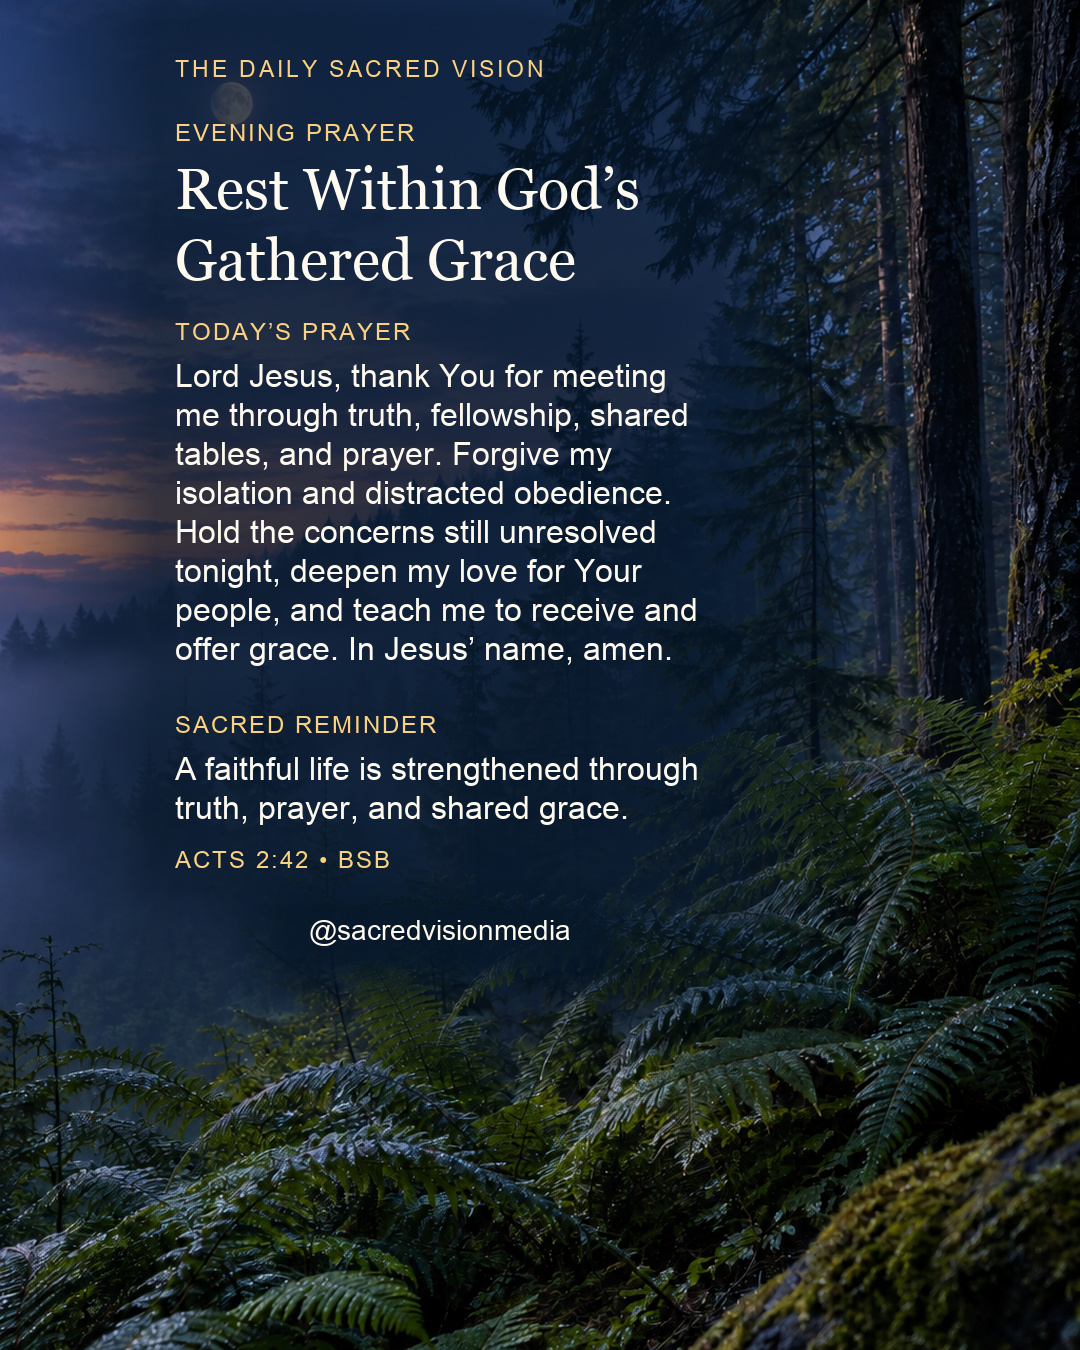 THE DAILY SACRED VISION
EVENING PRAYER
Rest Within God’s
Gathered Grace
TODAY’S PRAYER
Lord Jesus, thank You for meeting
me through truth, fellowship, shared
tables, and prayer. Forgive my
isolation and distracted obedience.
Hold the concerns still unresolved
tonight, deepen my love for Your
people, and teach me to receive and
offer grace. In Jesus’ name, amen.
SACRED REMINDER
A faithful life is strengthened through
truth, prayer, and shared grace.
ACTS 2:42 • BSB
@sacredvisionmedia